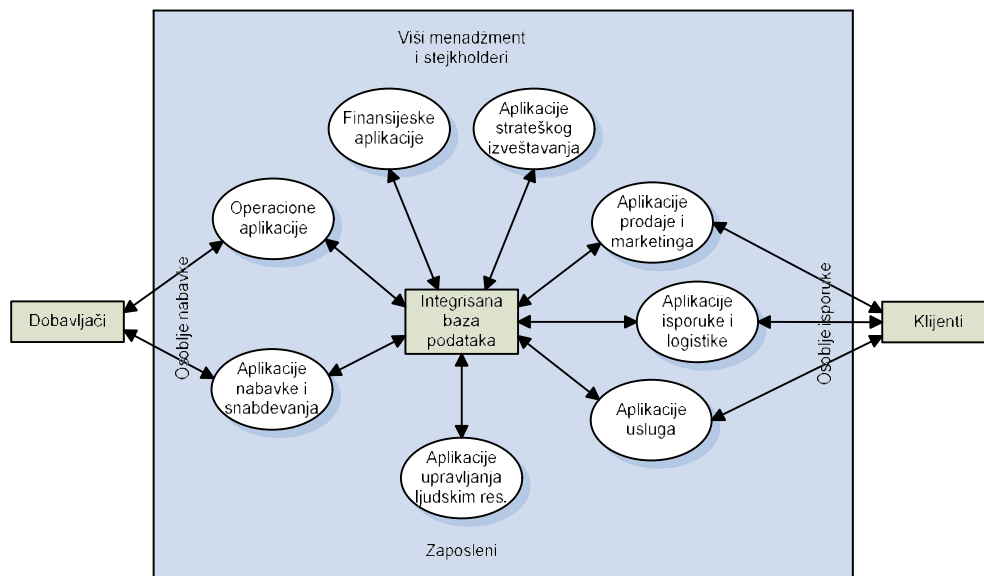 Viši menadžment
i stejkholderi
Finansijeske
aplikacije
Aplikacije
strateškog
izveštavanja
Operacione
aplikacije
Aplikacije
prodaje i
marketinga
Osoblje nabavke
Dobavljači
Integrisana
baza
podataka
Aplikacije
isporuke i
logistike
Osoblje isporuke
Klijenti
Aplikacije
nabavke i
snabdevanja
Aplikacije
usluga
Aplikacije
upravljanja
ljudskim res.
Zaposleni